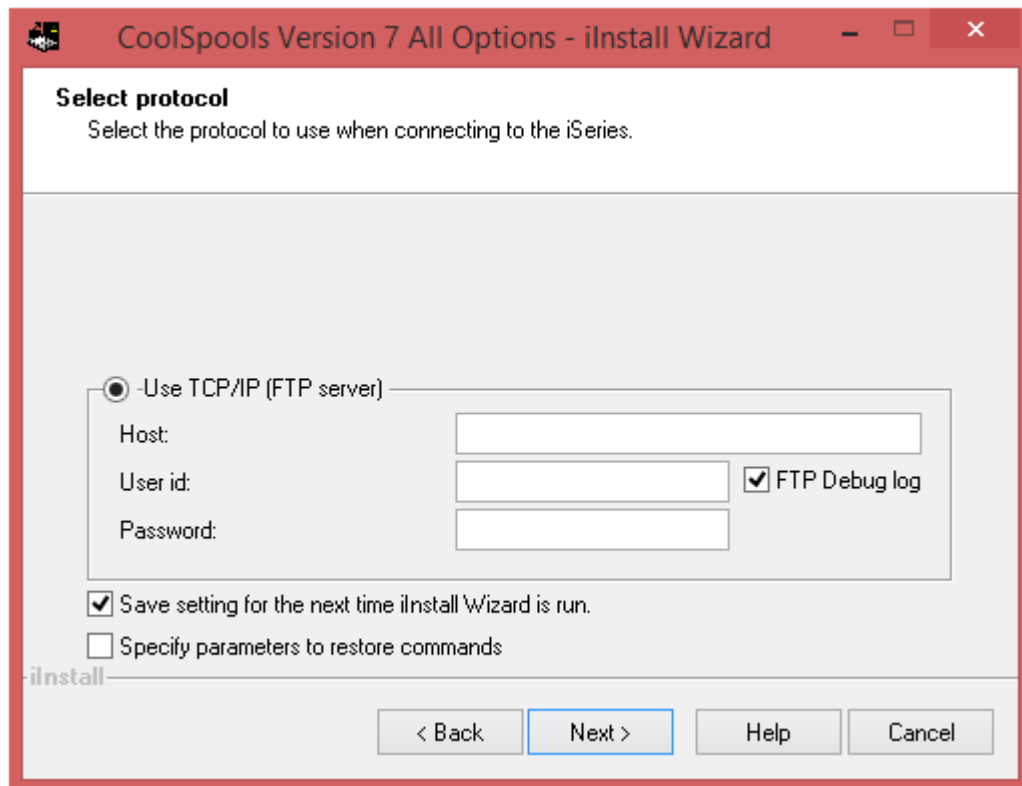 CoolSpools Version 7 All Options - iInstall Wizard
Select protocol
Select the protocol to use when connecting to the iSeries.
-Use TCP/IP (FTP server)
Host:
User id:
FTP Debug log
Password:
Save setting for the next time iInstall Wizard is run.
Specify parameters to restore commands
iInstall
< Back
Next >
Help
Cancel